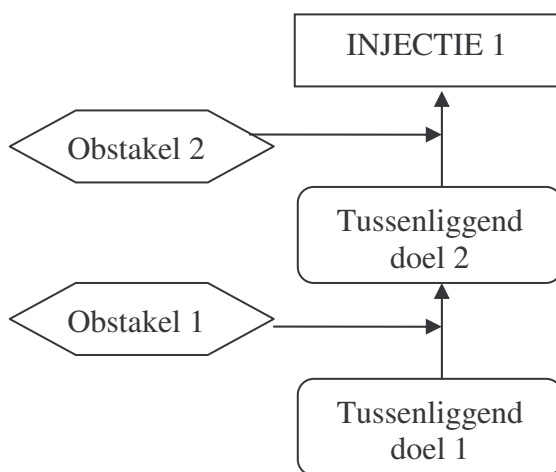 INJECTIE 1
Obstakel 2
Tussenliggend
doel 2
Obstakel 1
Tussenliggend
doel 1